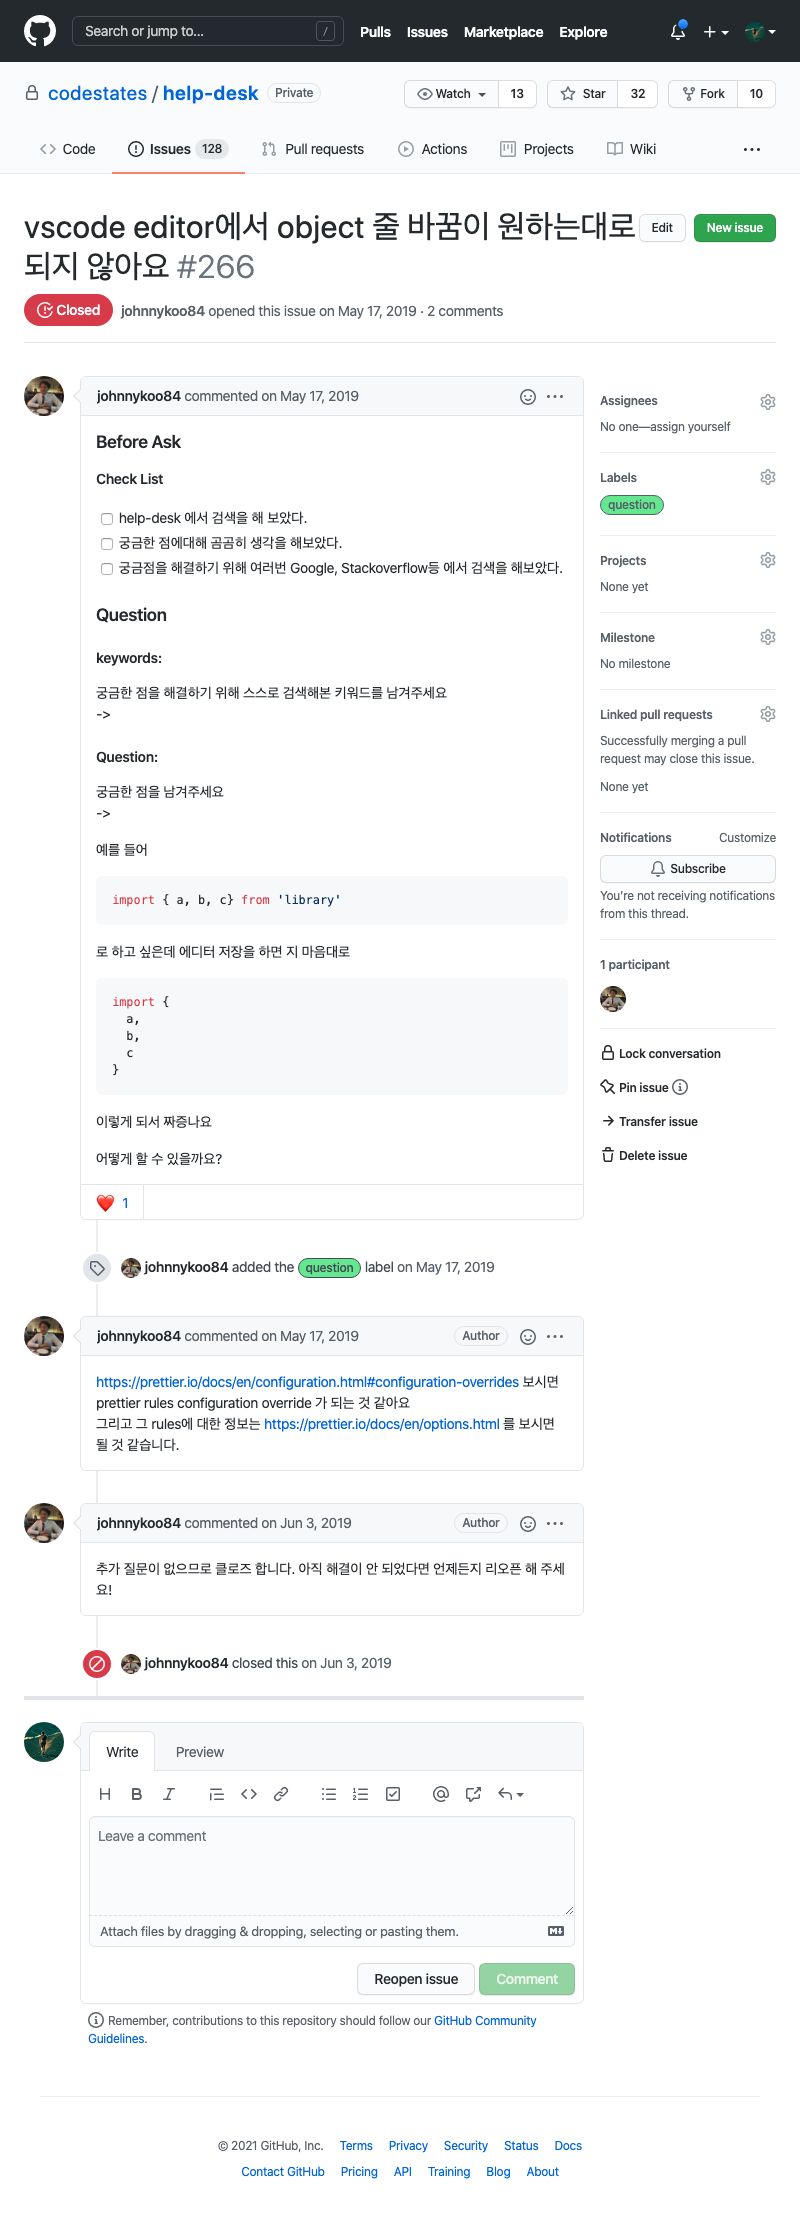 Search or jump to... /
Pulls Issues Marketplace Explore
codestates / help-desk Private
Watch 13 Star 32 Fork 10
Code Issues 128 Pull requests Actions Projects Wiki ...
vscode editor에서 object 줄 바꿈이 원하는대로
되지 않아요 #266
Edit New issue
Closed johnnykoo84 opened this issue on May 17, 2019 · 2 comments
johnnykoo84 commented on May 17, 2019
Before Ask
Check List
help-desk 에서 검색을 해 보았다.
궁금한 점에대해 곰곰히 생각을 해보았다.
궁금점을 해결하기 위해 여러번 Google, Stackoverflow등 에서 검색을 해보았다.
Question
keywords:
궁금한 점을 해결하기 위해 스스로 검색해본 키워드를 남겨주세요
->
Question:
궁금한 점을 남겨주세요
->
예를 들어
import { a, b, c} from 'library'
로 하고 싶은데 에디터 저장을 하면 지 마음대로
import {
a,
b,
c
}
이렇게 되서 짜증나요
어떻게 할 수 있을까요?
❤️ 1
Assignees
No one—assign yourself
Labels
question
Projects
None yet
Milestone
No milestone
Linked pull requests
Successfully merging a pull
request may close this issue.
None yet
Notifications Customize
Subscribe
You're not receiving notifications
from this thread.
1 participant
Lock conversation
Pin issue
Transfer issue
Delete issue
johnnykoo84 added the question label on May 17, 2019
johnnykoo84 commented on May 17, 2019 Author
https://prettier.io/docs/en/configuration.html#configuration-overrides 보시면
prettier rules configuration override 가 되는 것 같아요
그리고 그 rules에 대한 정보는 https://prettier.io/docs/en/options.html 를 보시면
될 것 같습니다.
johnnykoo84 commented on Jun 3, 2019 Author
추가 질문이 없으므로 클로즈 합니다. 아직 해결이 안 되었다면 언제든지 리오픈 해 주세
요!
johnnykoo84 closed this on Jun 3, 2019
Write Preview
H B I @
Leave a comment
Attach files by dragging & dropping, selecting or pasting them.
Reopen issue Comment
Remember, contributions to this repository should follow our GitHub Community
Guidelines.
© 2021 GitHub, Inc. Terms Privacy Security Status Docs
Contact GitHub Pricing API Training Blog About